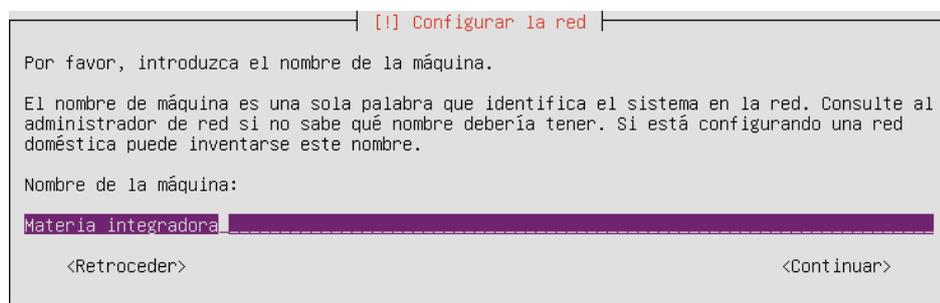 [!] Configurar la red
Por favor, introduzca el nombre de la máquina.
El nombre de máquina es una sola palabra que identifica el sistema en la red. Consulte al
administrador de red si no sabe qué nombre debería tener. Si está configurando una red
doméstica puede inventarse este nombre.
Nombre de la máquina:
Materia integradora
<Retroceder> <Continuar>